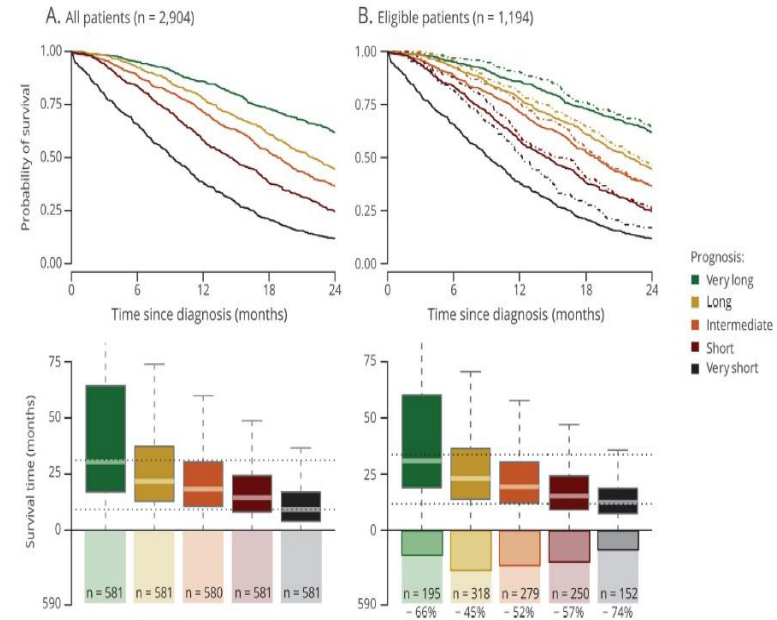 A. All patients (n = 2,904)
B. Eligible patients (n = 1,194)
Probability of survival
1.00
0.75
0.50
0.25
0.00
0 6 12 18 24
Time since diagnosis (months)
1.00
0.75
0.50
0.25
0.00
0 6 12 18 24
Time since diagnosis (months)
Prognosis:
Very long
Long
Intermediate
Short
Very short
Survival time (months)
75
50
25
0
590
n = 581 n = 581 n = 580 n = 581 n = 581
75
50
25
0
590
n = 195 n = 318 n = 279 n = 250 n = 152
− 66% − 45% − 52% − 57% − 74%